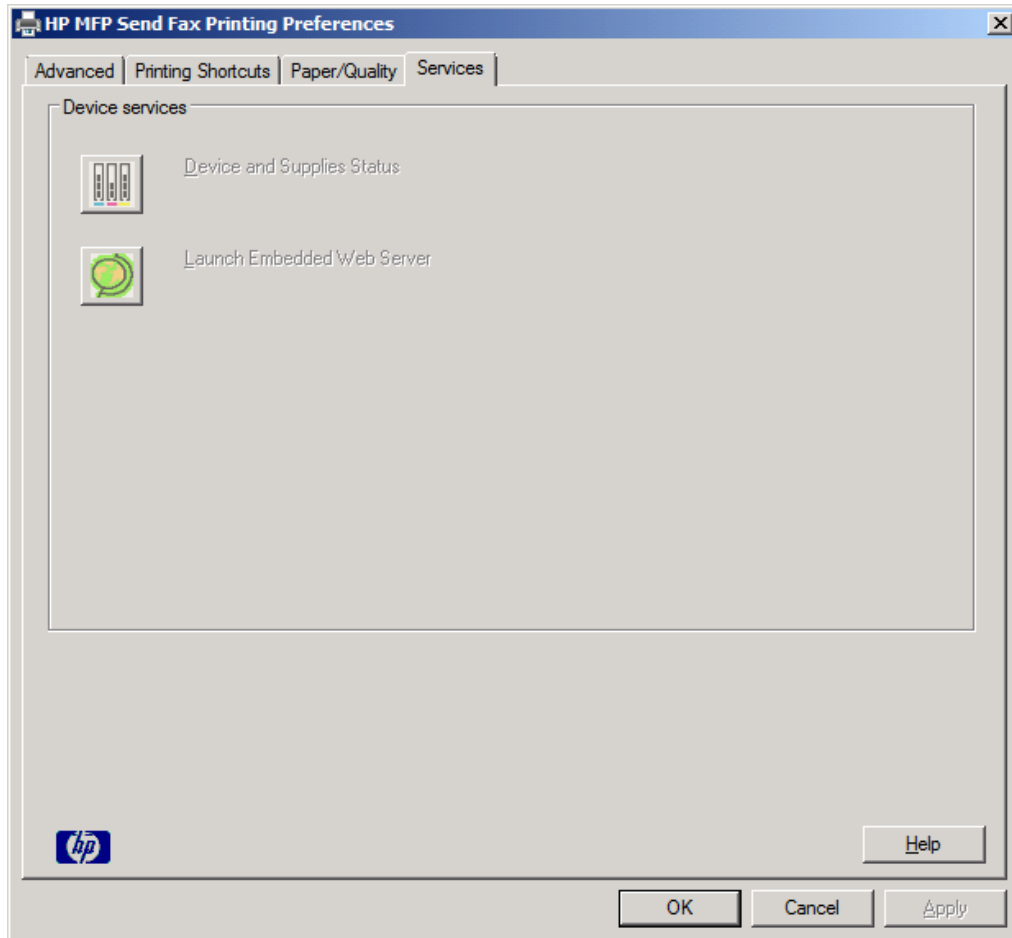 HP MFP Send Fax Printing Preferences
Advanced Printing Shortcuts Paper/Quality Services
Device services
Device and Supplies Status
Launch Embedded Web Server
hp
Help
OK Cancel Apply